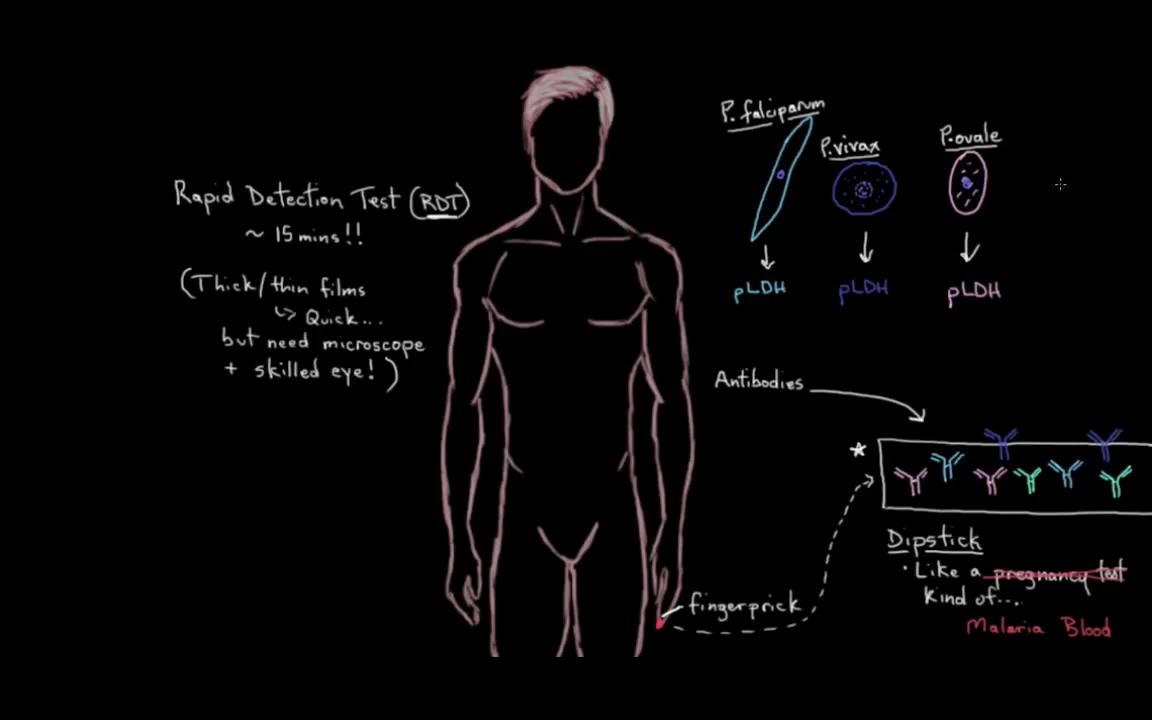 Rapid Detection Test (RDT)
~ 15 mins!!
(Thick/thin films
↳ Quick...
but need microscope
+ skilled eye!)
P. falciparum
P. vivax
P. ovale
pLDH
pLDH
pLDH
Antibodies
fingerprick
Dipstick
• Like a pregnancy test
kind of....
Malaria Blood